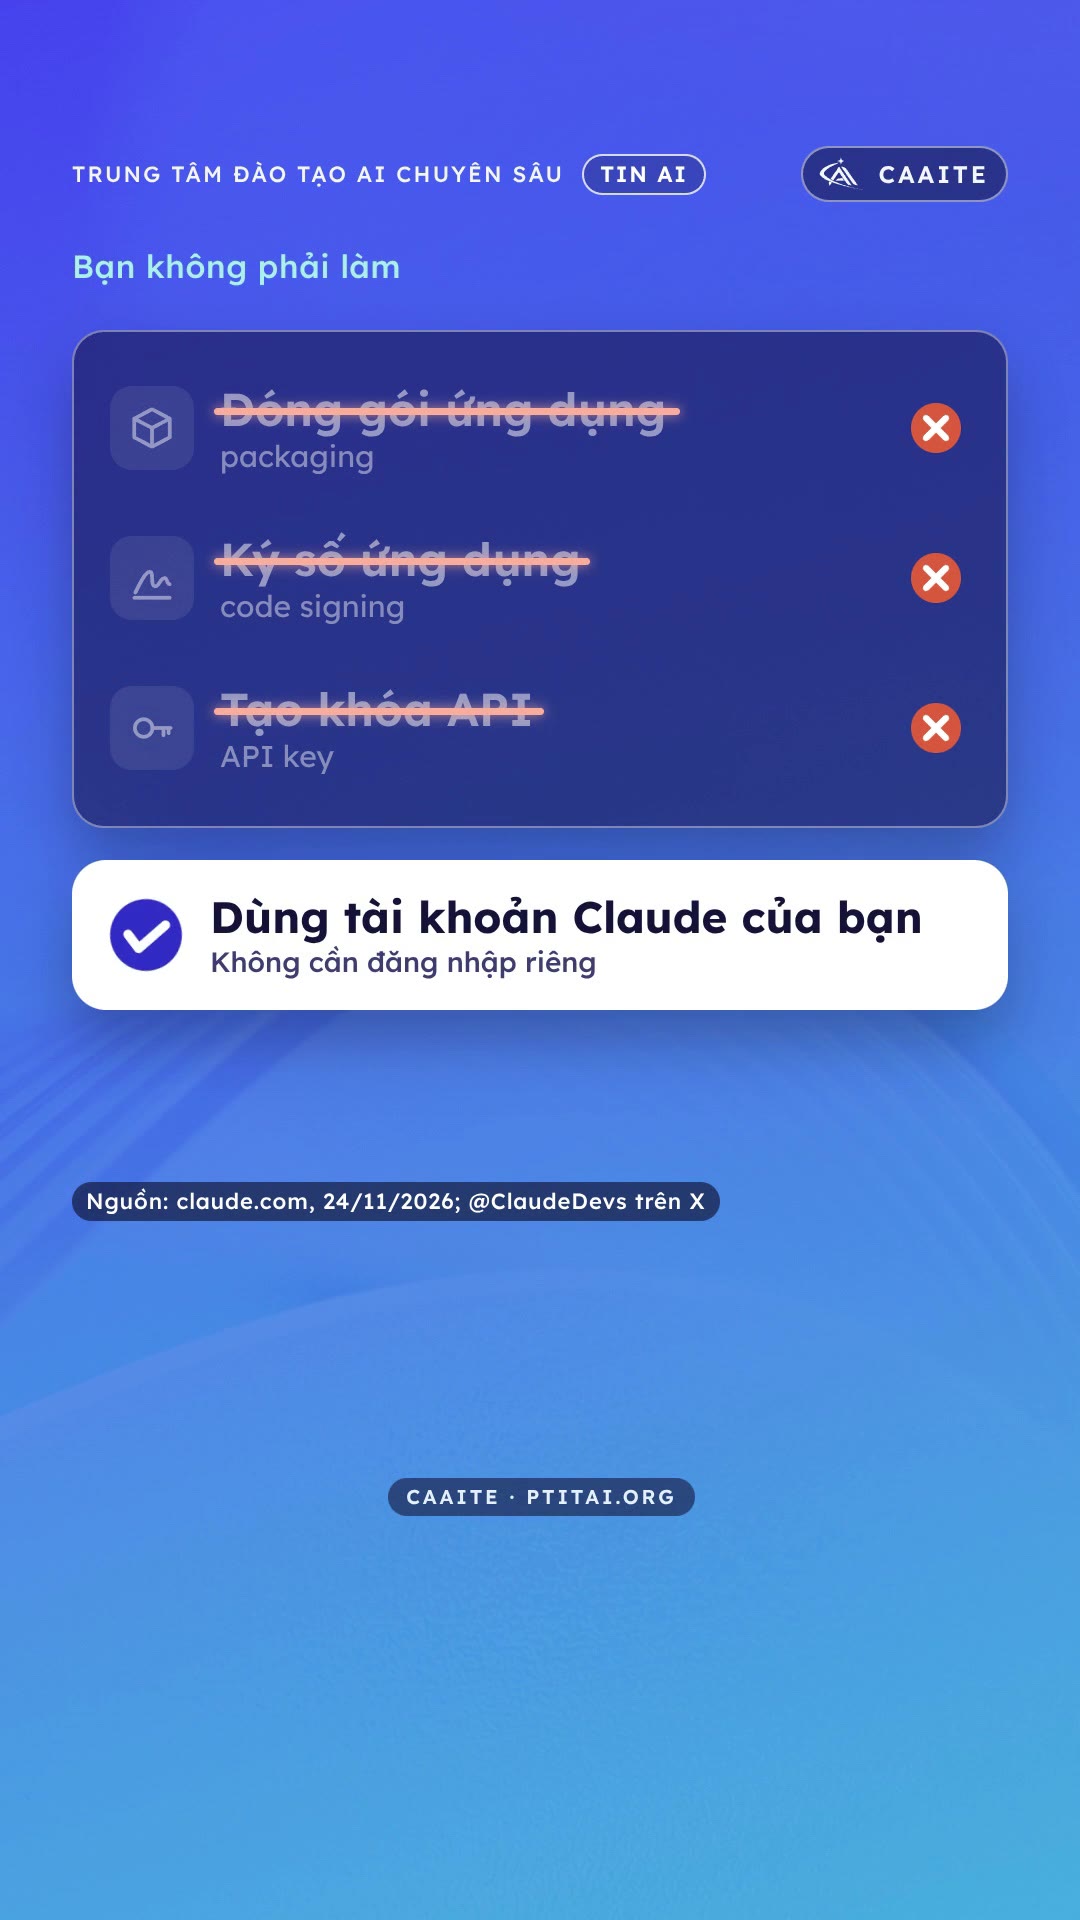 TRUNG TÂM ĐÀO TẠO AI CHUYÊN SÂU
TIN AI
CAAITE
Bạn không phải làm
Đóng gói ứng dụng
packaging
Ký số ứng dụng
code signing
Tạo khóa API
API key
Dùng tài khoản Claude của bạn
Không cần đăng nhập riêng
Nguồn: claude.com, 24/11/2026; @ClaudeDevs trên X
CAAITE · PTITAI.ORG